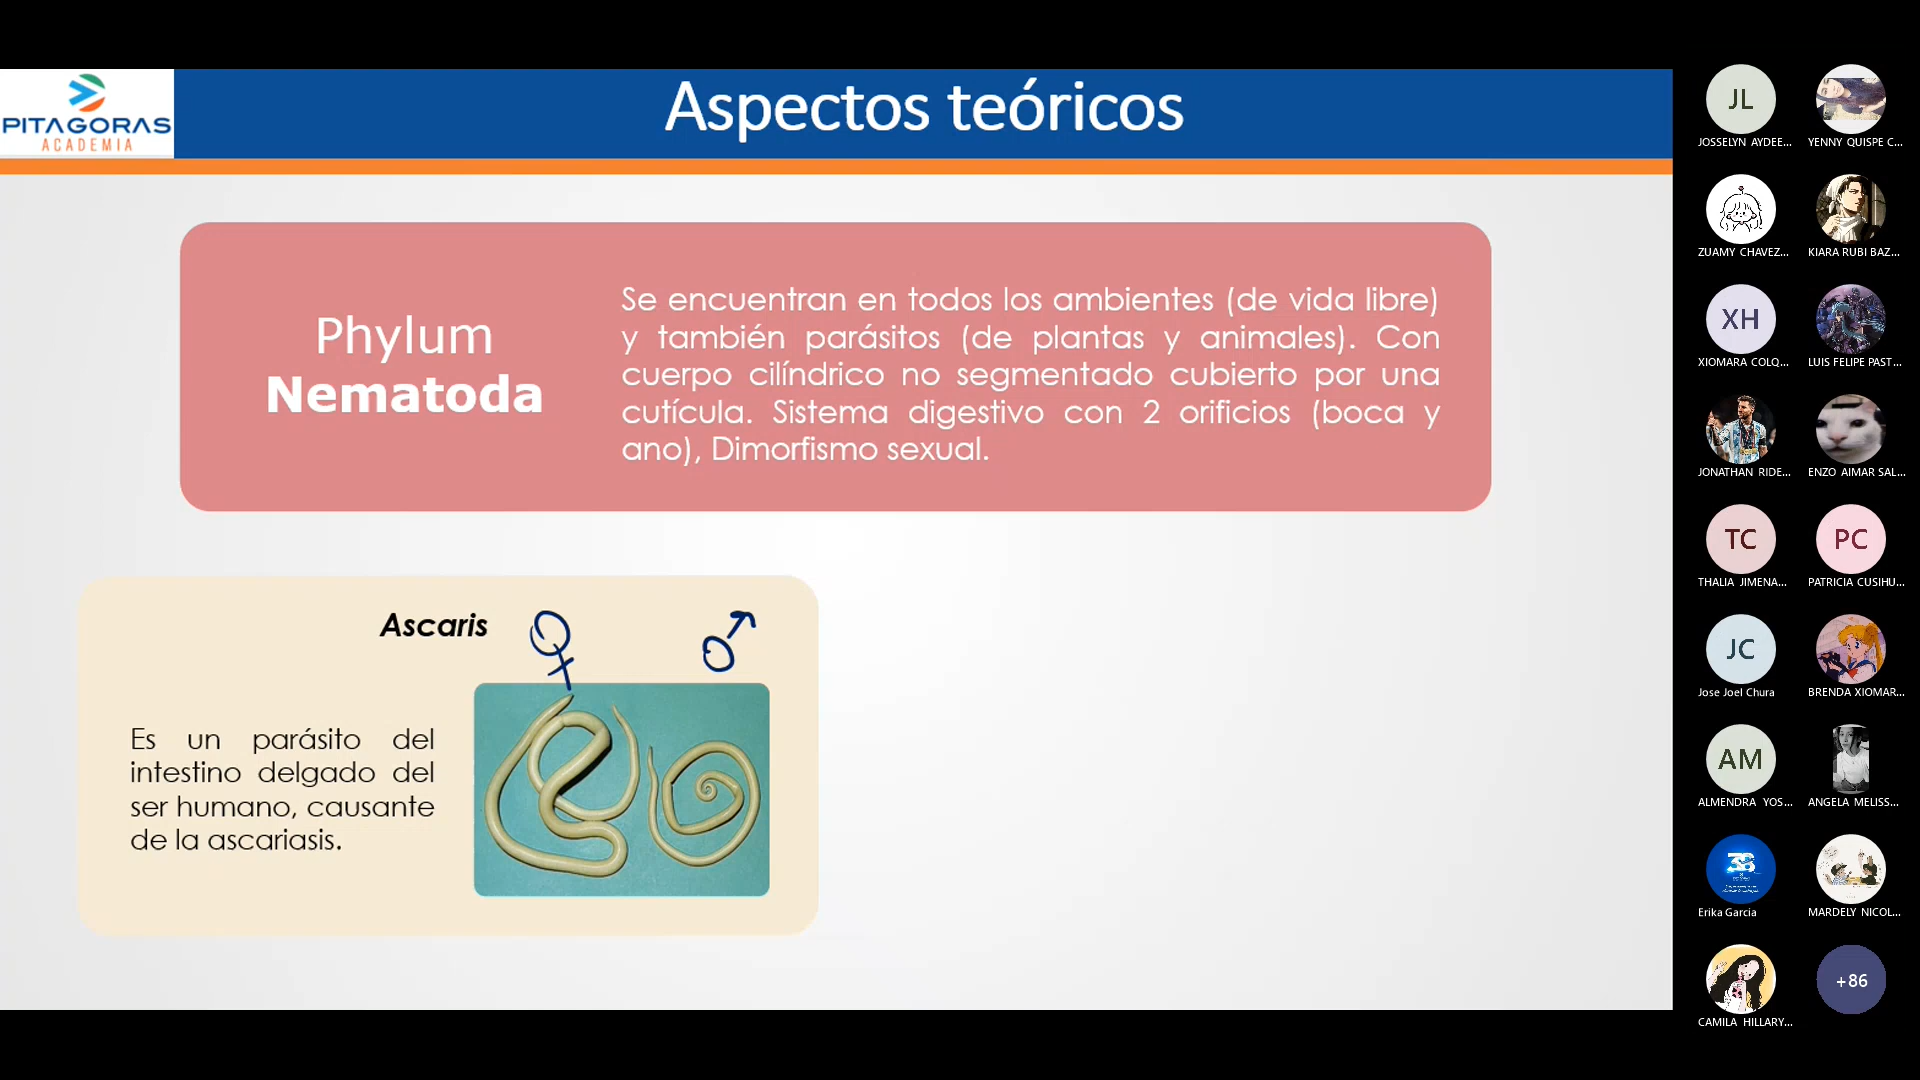 PITAGORAS
ACADEMIA
Aspectos teóricos
Phylum
Nematoda
Se encuentran en todos los ambientes (de vida libre)
y también parásitos (de plantas y animales). Con
cuerpo cilíndrico no segmentado cubierto por una
cutícula. Sistema digestivo con 2 orificios (boca y
ano), Dimorfismo sexual.
Ascaris
♀ ♂
Es un parásito del
intestino delgado del
ser humano, causante
de la ascariasis.
JL
JOSSELYN AYDEE...
YENNY QUISPE C...
ZUAMY CHAVEZ...
KIARA RUBI BAZ...
XH
XIOMARA COLQ...
LUIS FELIPE PAST...
JONATHAN RIDE...
ENZO AIMAR SAL...
TC
THALIA JIMENA...
PC
PATRICIA CUSIHU...
JC
Jose Joel Chura
BRENDA XIOMAR...
AM
ALMENDRA YOS...
ANGELA MELISS...
Erika Garcia
MARDELY NICOL...
CAMILA HILLARY...
+86